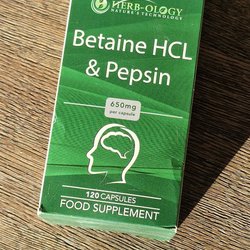 HERB-OLOGY
NATURE'S TECHNOLOGY
Betaine HCL
& Pepsin
650mg
per capsule
120 CAPSULES
FOOD SUPPLEMENT